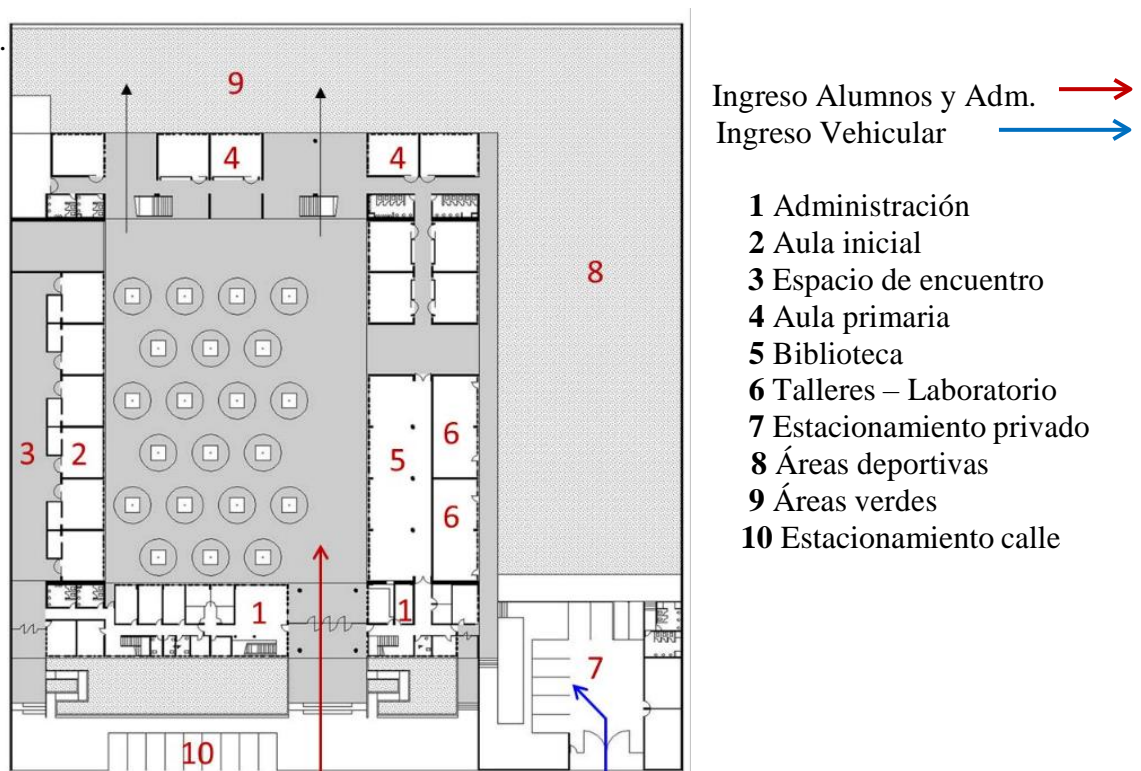 .
9
4
4
8
3
2
5
6
6
1
1
7
10
Ingreso Alumnos y Adm.
Ingreso Vehicular
1 Administración
2 Aula inicial
3 Espacio de encuentro
4 Aula primaria
5 Biblioteca
6 Talleres – Laboratorio
7 Estacionamiento privado
8 Áreas deportivas
9 Áreas verdes
10 Estacionamiento calle